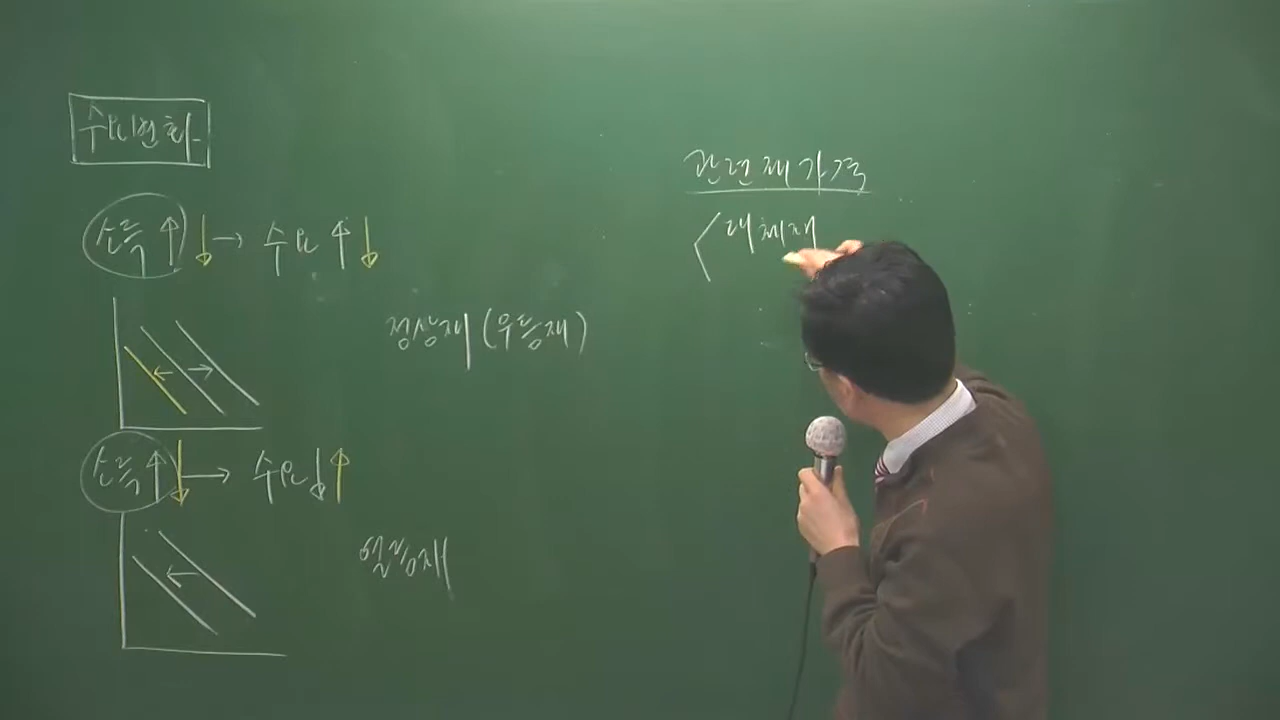 수요변화
소득 ↑ ↓ → 수요 ↑ ↓
정상재 (우등재)
소득 ↑ ↓ → 수요 ↓ ↑
열등재
관련재 가격
대체재